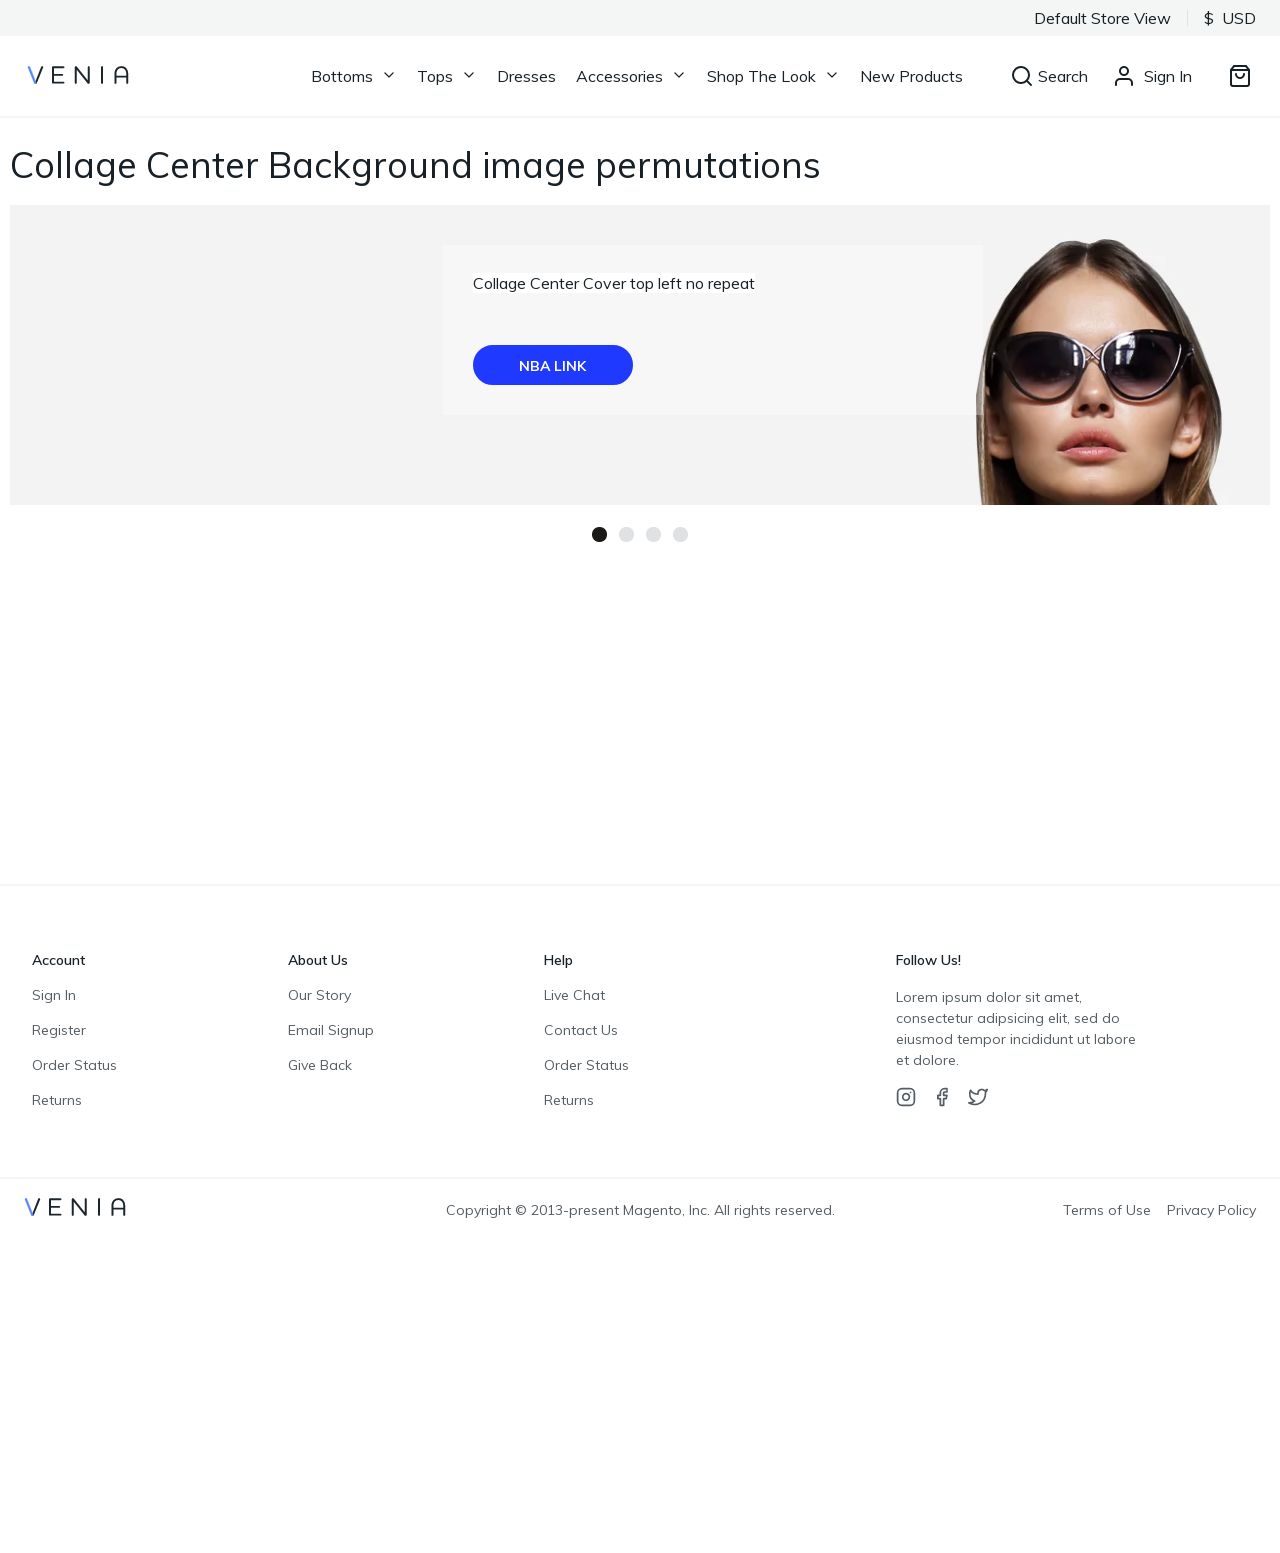 Default Store View
$ USD
VENIA
Bottoms
Tops
Dresses
Accessories
Shop The Look
New Products
Search
Sign In
Collage Center Background image permutations
Collage Center Cover top left no repeat
NBA LINK
Account
Sign In
Register
Order Status
Returns
About Us
Our Story
Email Signup
Give Back
Help
Live Chat
Contact Us
Order Status
Returns
Follow Us!
Lorem ipsum dolor sit amet,
consectetur adipsicing elit, sed do
eiusmod tempor incididunt ut labore
et dolore.
VENIA
Copyright © 2013-present Magento, Inc. All rights reserved.
Terms of Use
Privacy Policy